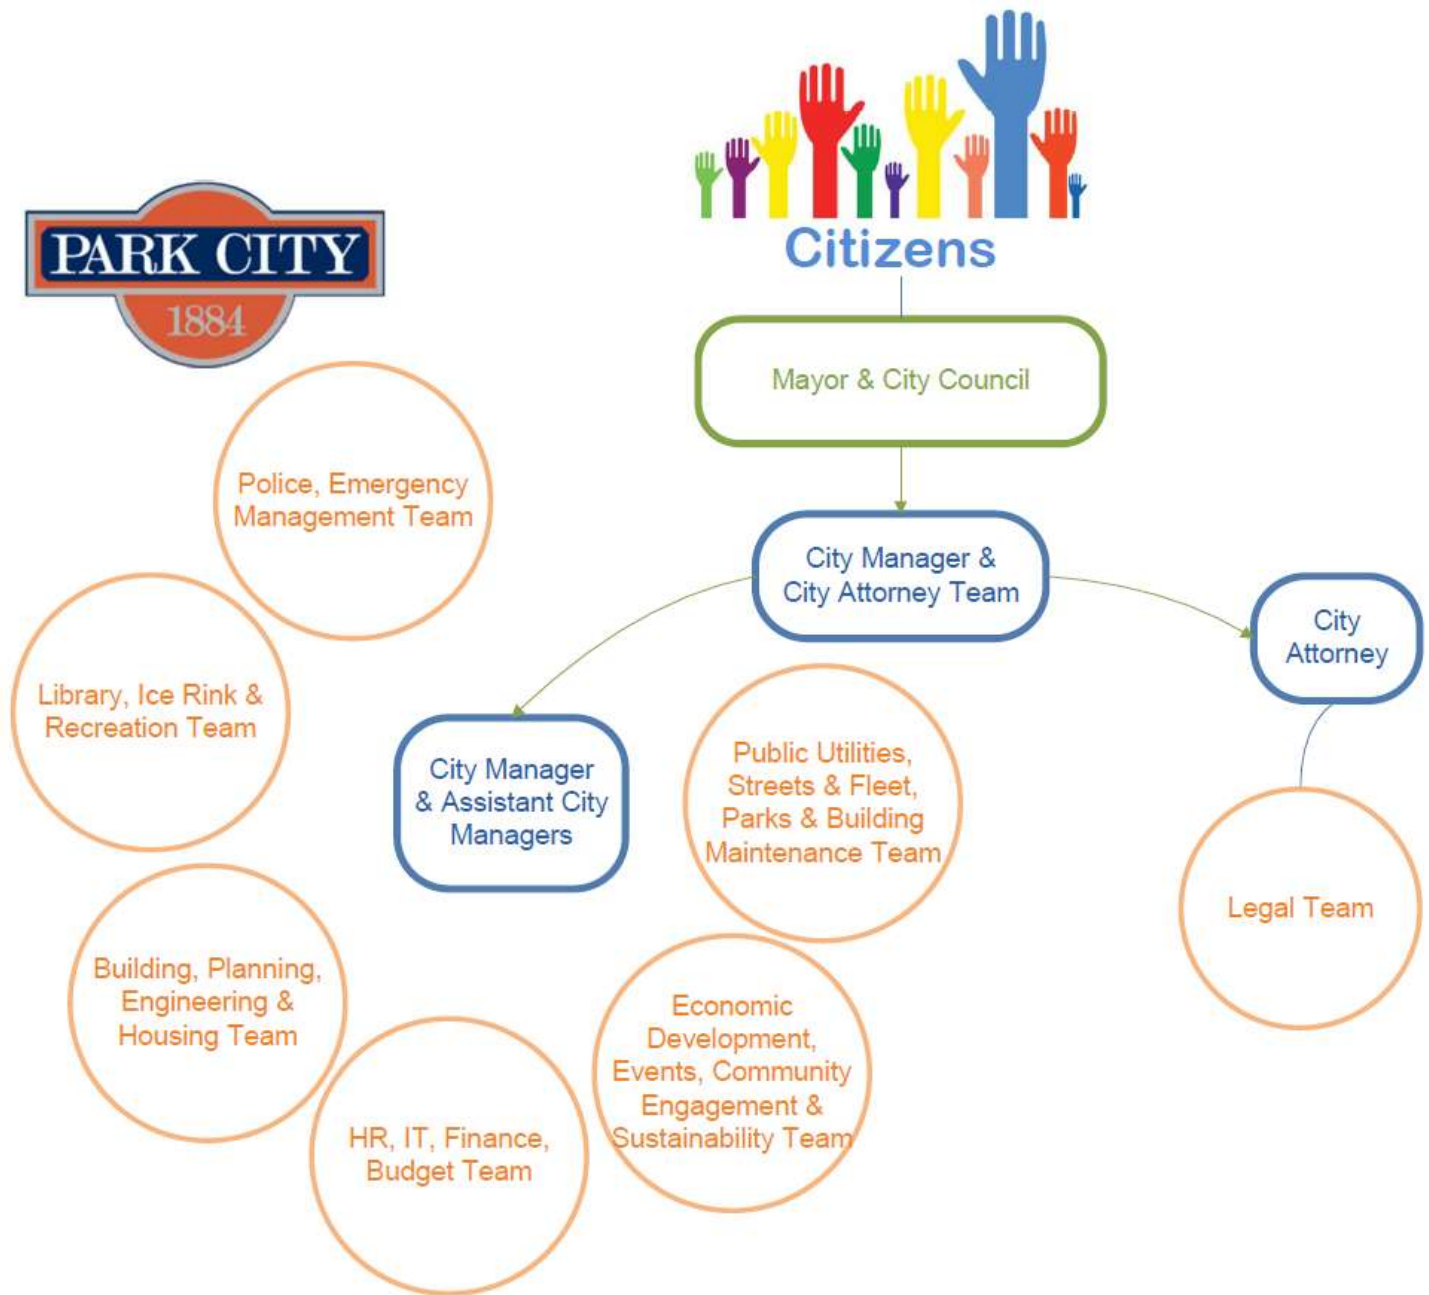 Citizens
PARK CITY
1884
Mayor & City Council
Police, Emergency
Management Team
City Manager &
City Attorney Team
City
Attorney
Library, Ice Rink &
Recreation Team
City Manager
& Assistant City
Managers
Public Utilities,
Streets & Fleet,
Parks & Building
Maintenance Team
Legal Team
Building, Planning,
Engineering &
Housing Team
Economic
Development,
Events, Community
Engagement &
Sustainability Team
HR, IT, Finance,
Budget Team